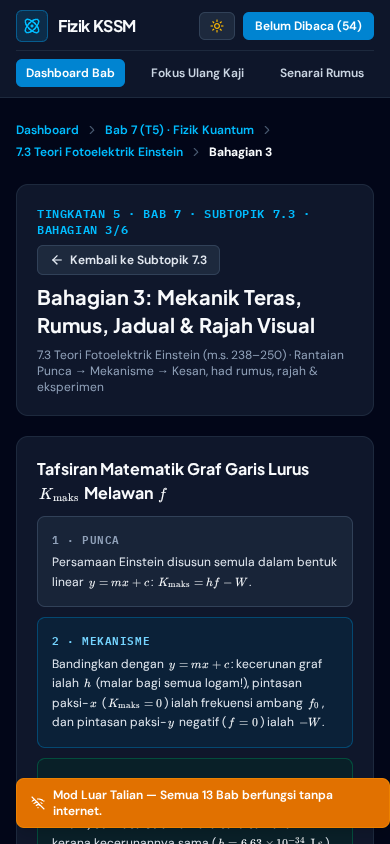 Fizik KSSM
Belum Dibaca (54)
Dashboard Bab
Fokus Ulang Kaji
Senarai Rumus
Dashboard > Bab 7 (T5) · Fizik Kuantum >
7.3 Teori Fotoelektrik Einstein > Bahagian 3
TINGKATAN 5 · BAB 7 · SUBTOPIK 7.3 ·
BAHAGIAN 3/6
← Kembali ke Subtopik 7.3
Bahagian 3: Mekanik Teras,
Rumus, Jadual & Rajah Visual
7.3 Teori Fotoelektrik Einstein (m.s. 238–250) · Rantaian
Punca → Mekanisme → Kesan, had rumus, rajah &
eksperimen
Tafsiran Matematik Graf Garis Lurus
K_maks Melawan f
1 · PUNCA
Persamaan Einstein disusun semula dalam bentuk
linear y = mx + c: K_maks = hf − W.
2 · MEKANISME
Bandingkan dengan y = mx + c: kecerunan graf
ialah h (malar bagi semua logam!), pintasan
paksi-x (K_maks = 0) ialah frekuensi ambang f₀,
dan pintasan paksi-y negatif (f = 0) ialah −W.
Mod Luar Talian — Semua 13 Bab berfungsi tanpa
internet.